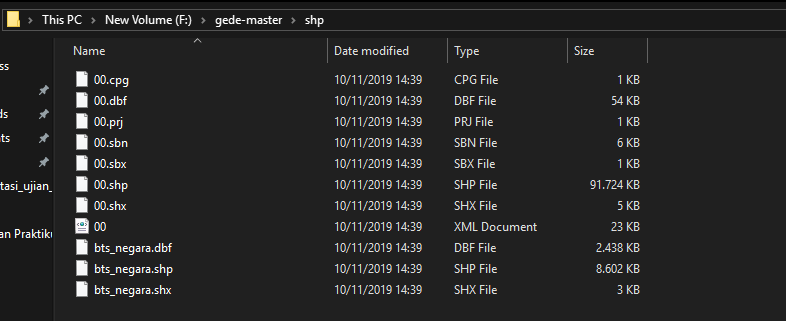 This PC > New Volume (F:) > gede-master > shp
Name Date modified Type Size
00.cpg 10/11/2019 14:39 CPG File 1 KB
00.dbf 10/11/2019 14:39 DBF File 54 KB
00.prj 10/11/2019 14:39 PRJ File 1 KB
00.sbn 10/11/2019 14:39 SBN File 6 KB
00.sbx 10/11/2019 14:39 SBX File 1 KB
00.shp 10/11/2019 14:39 SHP File 91.724 KB
00.shx 10/11/2019 14:39 SHX File 5 KB
00 10/11/2019 14:39 XML Document 23 KB
bts_negara.dbf 10/11/2019 14:39 DBF File 2.438 KB
bts_negara.shp 10/11/2019 14:39 SHP File 8.602 KB
bts_negara.shx 10/11/2019 14:39 SHX File 3 KB
ss
ds
ts
tasi_ujian_
an Praktiku